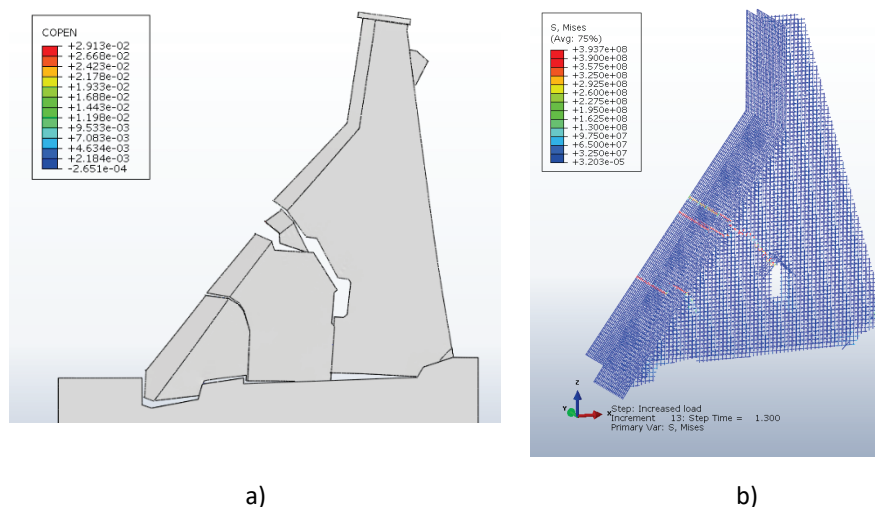 COPEN
+2.913e-02
+2.668e-02
+2.423e-02
+2.178e-02
+1.933e-02
+1.688e-02
+1.443e-02
+1.198e-02
+9.533e-03
+7.083e-03
+4.634e-03
+2.184e-03
-2.651e-04
S, Mises
(Avg: 75%)
+3.937e+08
+3.900e+08
+3.575e+08
+3.250e+08
+2.925e+08
+2.600e+08
+2.275e+08
+1.950e+08
+1.625e+08
+1.300e+08
+9.750e+07
+6.500e+07
+3.250e+07
+3.203e-05
Z
Y
X
Step: Increased load
Increment 13: Step Time = 1.300
Primary Var: S, Mises
a)
b)